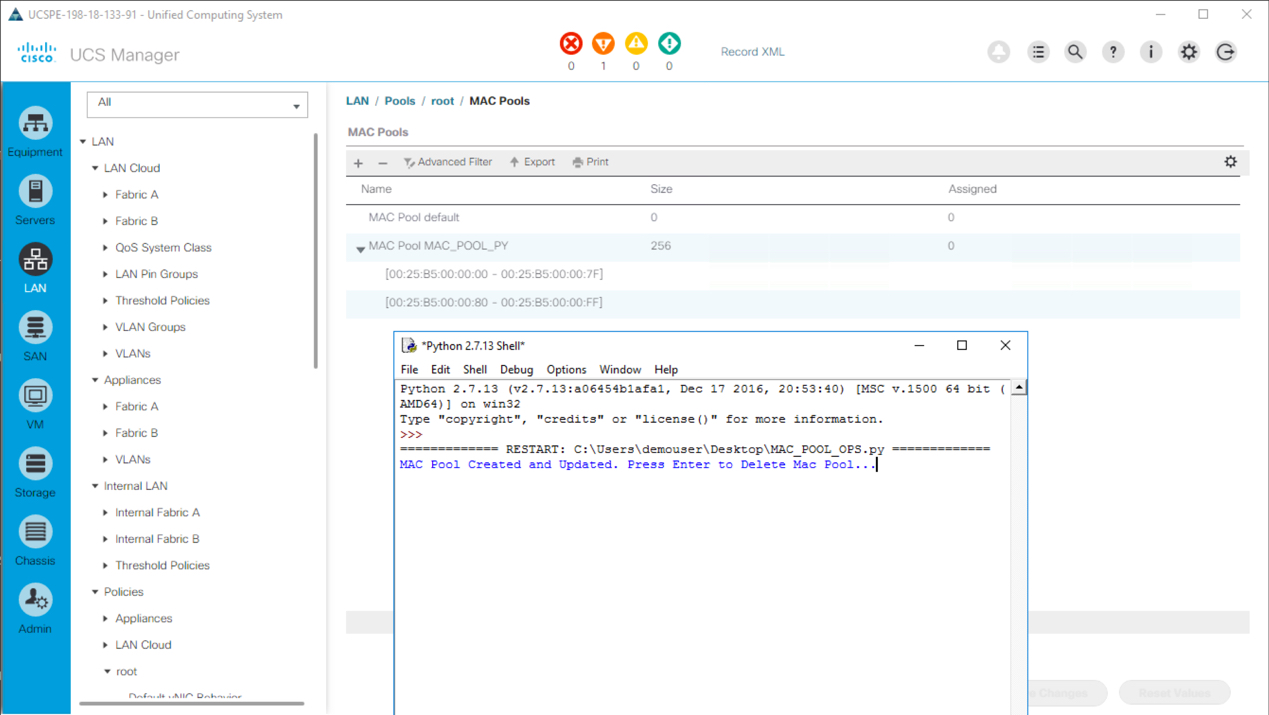 UCSPE-198-18-133-91 - Unified Computing System
cisco UCS Manager
0 1 0 0
Record XML
Equipment
Servers
LAN
SAN
VM
Storage
Chassis
Admin
All
LAN
LAN Cloud
Fabric A
Fabric B
QoS System Class
LAN Pin Groups
Threshold Policies
VLAN Groups
VLANs
Appliances
Fabric A
Fabric B
VLANs
Internal LAN
Internal Fabric A
Internal Fabric B
Threshold Policies
Policies
Appliances
LAN Cloud
root
Default vNIC Behavior
LAN / Pools / root / MAC Pools
MAC Pools
+ − Advanced Filter Export Print
Name Size Assigned
MAC Pool default 0 0
MAC Pool MAC_POOL_PY 256 0
[00:25:B5:00:00:00 - 00:25:B5:00:00:7F]
[00:25:B5:00:00:80 - 00:25:B5:00:00:FF]
*Python 2.7.13 Shell*
File Edit Shell Debug Options Window Help
Python 2.7.13 (v2.7.13:a06454b1afa1, Dec 17 2016, 20:53:40) [MSC v.1500 64 bit (
AMD64)] on win32
Type "copyright", "credits" or "license()" for more information.
>>>
============= RESTART: C:\Users\demouser\Desktop\MAC_POOL_OPS.py =============
MAC Pool Created and Updated. Press Enter to Delete Mac Pool...
Changes
Reset Values